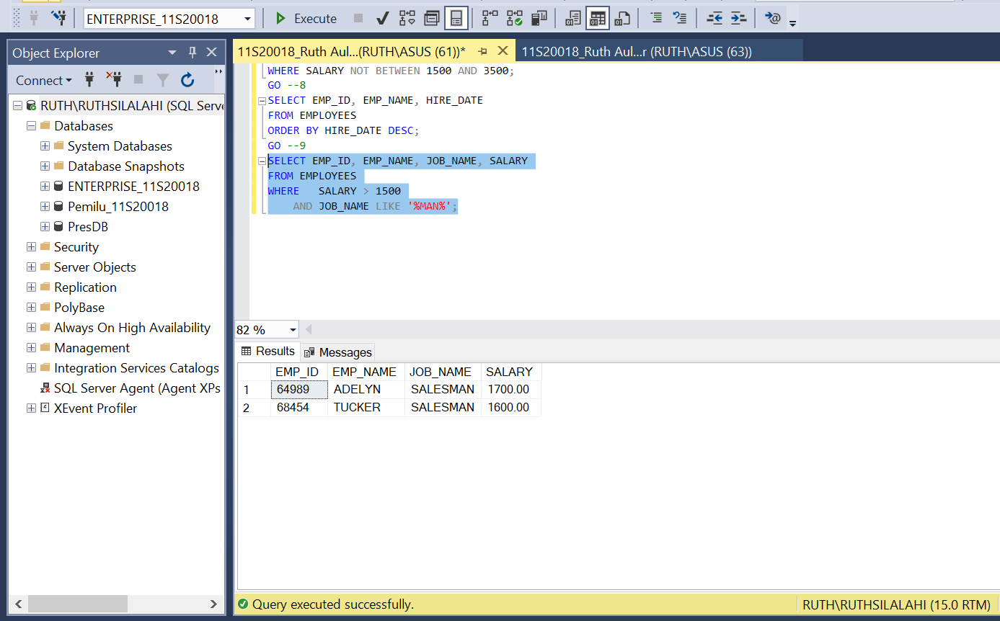 ENTERPRISE_11S20018
Execute
Object Explorer
11S20018_Ruth Aul...(RUTH\ASUS (61))*
11S20018_Ruth Aul...r (RUTH\ASUS (63))
Connect
RUTH\RUTHSILALAHI (SQL Serve
Databases
System Databases
Database Snapshots
ENTERPRISE_11S20018
Pemilu_11S20018
PresDB
Security
Server Objects
Replication
PolyBase
Always On High Availability
Management
Integration Services Catalogs
SQL Server Agent (Agent XPs
XEvent Profiler
WHERE SALARY NOT BETWEEN 1500 AND 3500;
GO --8
SELECT EMP_ID, EMP_NAME, HIRE_DATE
FROM EMPLOYEES
ORDER BY HIRE_DATE DESC;
GO --9
SELECT EMP_ID, EMP_NAME, JOB_NAME, SALARY
FROM EMPLOYEES
WHERE SALARY > 1500
AND JOB_NAME LIKE '%MAN%';
82 %
Results Messages
EMP_ID EMP_NAME JOB_NAME SALARY
1 64989 ADELYN SALESMAN 1700.00
2 68454 TUCKER SALESMAN 1600.00
Query executed successfully.
RUTH\RUTHSILALAHI (15.0 RTM)